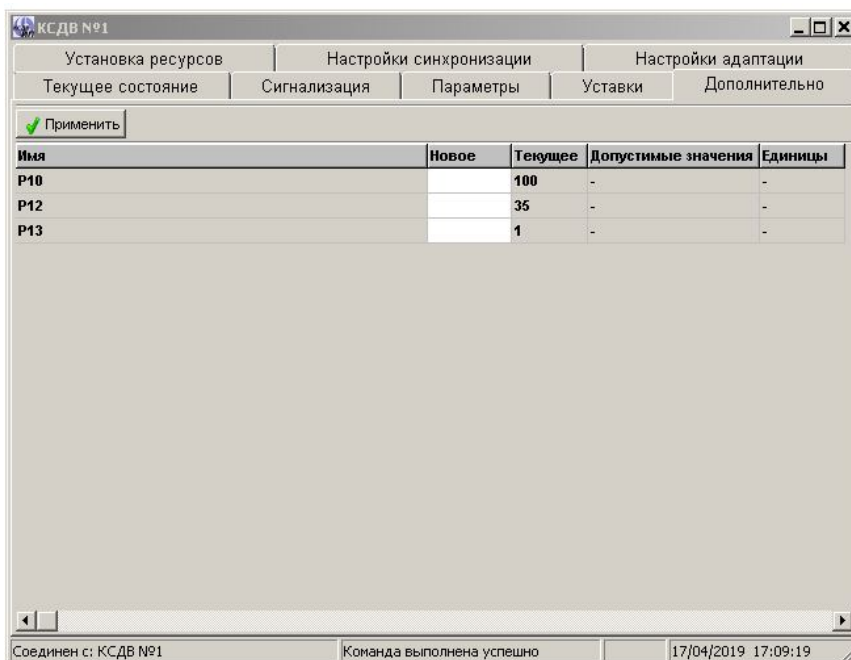 КСДВ №1
Установка ресурсов Настройки синхронизации Настройки адаптации
Текущее состояние Сигнализация Параметры Уставки Дополнительно
Применить
Имя Новое Текущее Допустимые значения Единицы
P10 100 - -
P12 35 - -
P13 1 - -
Соединен с: КСДВ №1 Команда выполнена успешно 17/04/2019 17:09:19